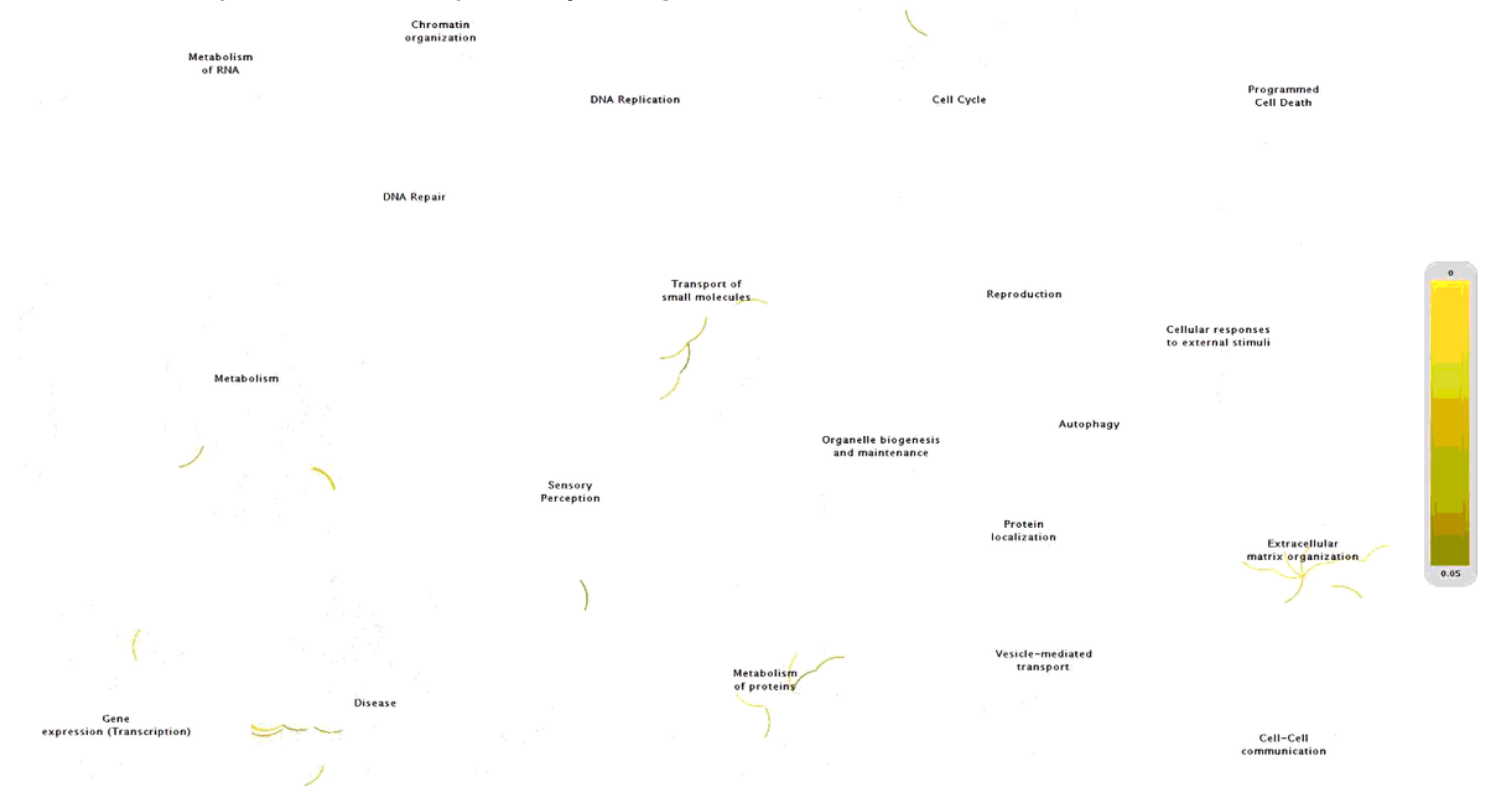 Chromatin
organization
Metabolism
of RNA
DNA Replication
Cell Cycle
Programmed
Cell Death
DNA Repair
Transport of
small molecules
Reproduction
Cellular responses
to external stimuli
0
Metabolism
Autophagy
Organelle biogenesis
and maintenance
Sensory
Perception
Protein
localization
Extracellular
matrix organization
0.05
Vesicle-mediated
transport
Metabolism
of proteins
Disease
Gene
expression (Transcription)
Cell-Cell
communication